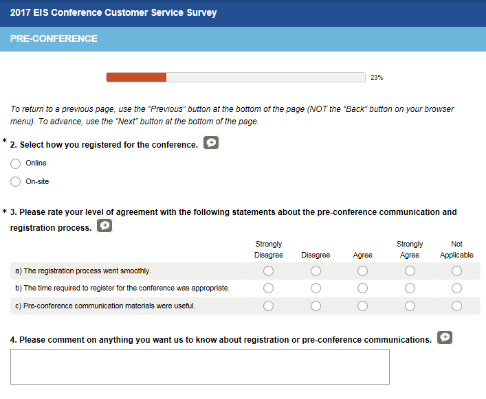 2017 EIS Conference Customer Service Survey
PRE-CONFERENCE
23%
To return to a previous page, use the "Previous" button at the bottom of the page (NOT the "Back" button on your browser
menu). To advance, use the "Next" button at the bottom of the page.
* 2. Select how you registered for the conference.
Online
On-site
* 3. Please rate your level of agreement with the following statements about the pre-conference communication and
registration process.
Strongly Disagree Disagree Agree Strongly Agree Not Applicable
a) The registration process went smoothly.
b) The time required to register for the conference was appropriate.
c) Pre-conference communication materials were useful.
4. Please comment on anything you want us to know about registration or pre-conference communications.